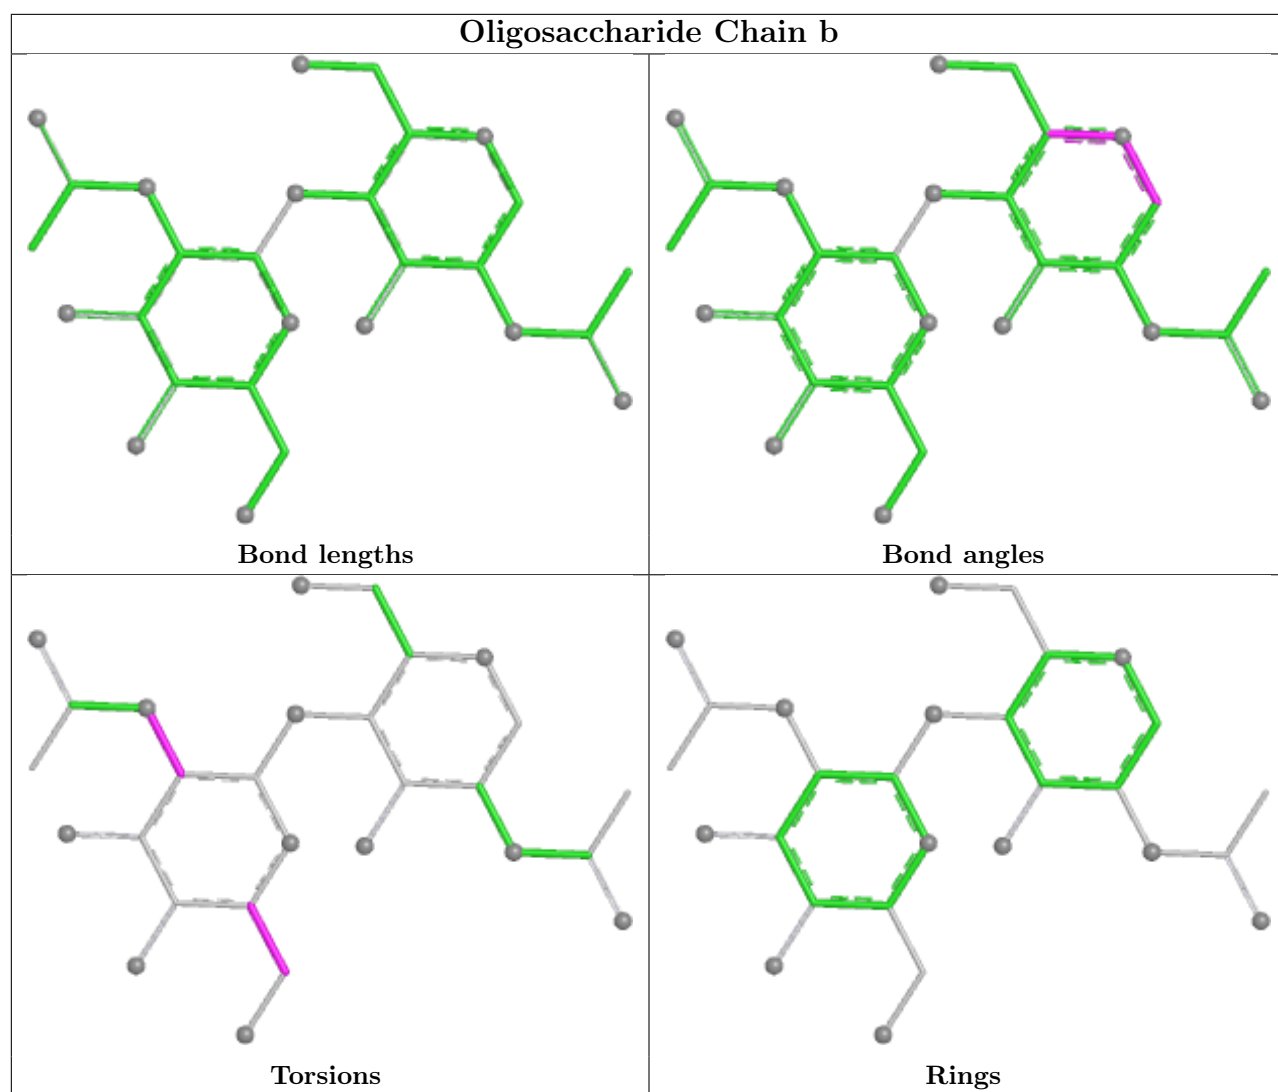 Oligosaccharide Chain b
Bond lengths
Bond angles
Torsions
Rings